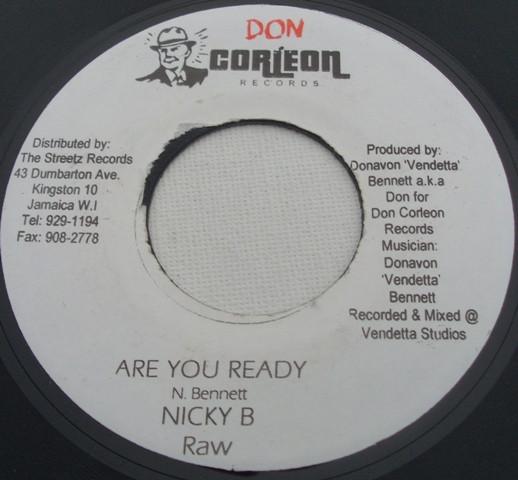 DON
CORLEON
RECORDS
Distributed by:
The Streetz Records
43 Dumbarton Ave.
Kingston 10
Jamaica W.I
Tel: 929-1194
Fax: 908-2778
Produced by:
Donavon 'Vendetta'
Bennett a.k.a
Don for
Don Corleon
Records
Musician:
Donavon
'Vendetta'
Bennett
Recorded & Mixed @
Vendetta Studios
ARE YOU READY
N. Bennett
NICKY B
Raw